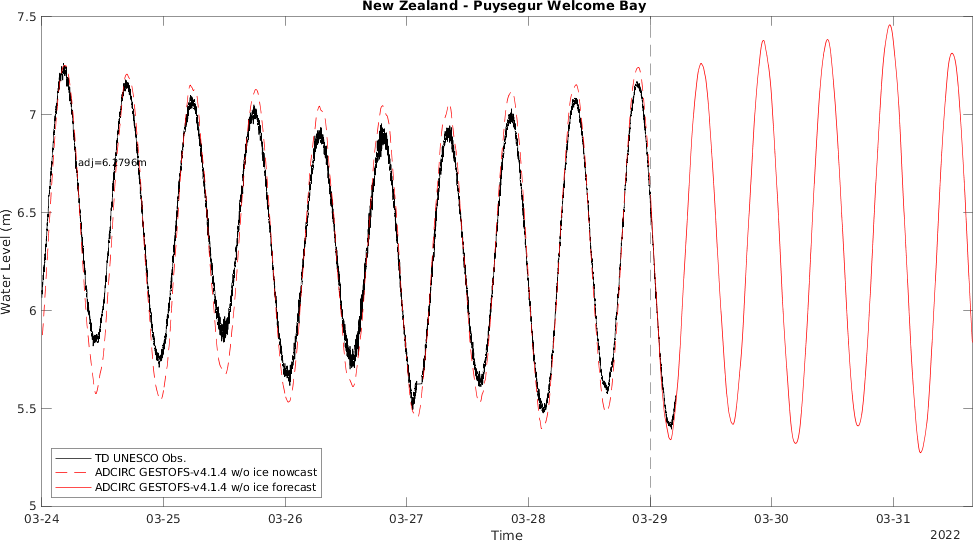 New Zealand - Puysegur Welcome Bay
7.5
7
6.5
6
5.5
5
Water Level (m)
adj=6.2796m
TD UNESCO Obs.
ADCIRC GESTOFS-v4.1.4 w/o ice nowcast
ADCIRC GESTOFS-v4.1.4 w/o ice forecast
03-24 03-25 03-26 03-27 03-28 03-29 03-30 03-31
Time
2022